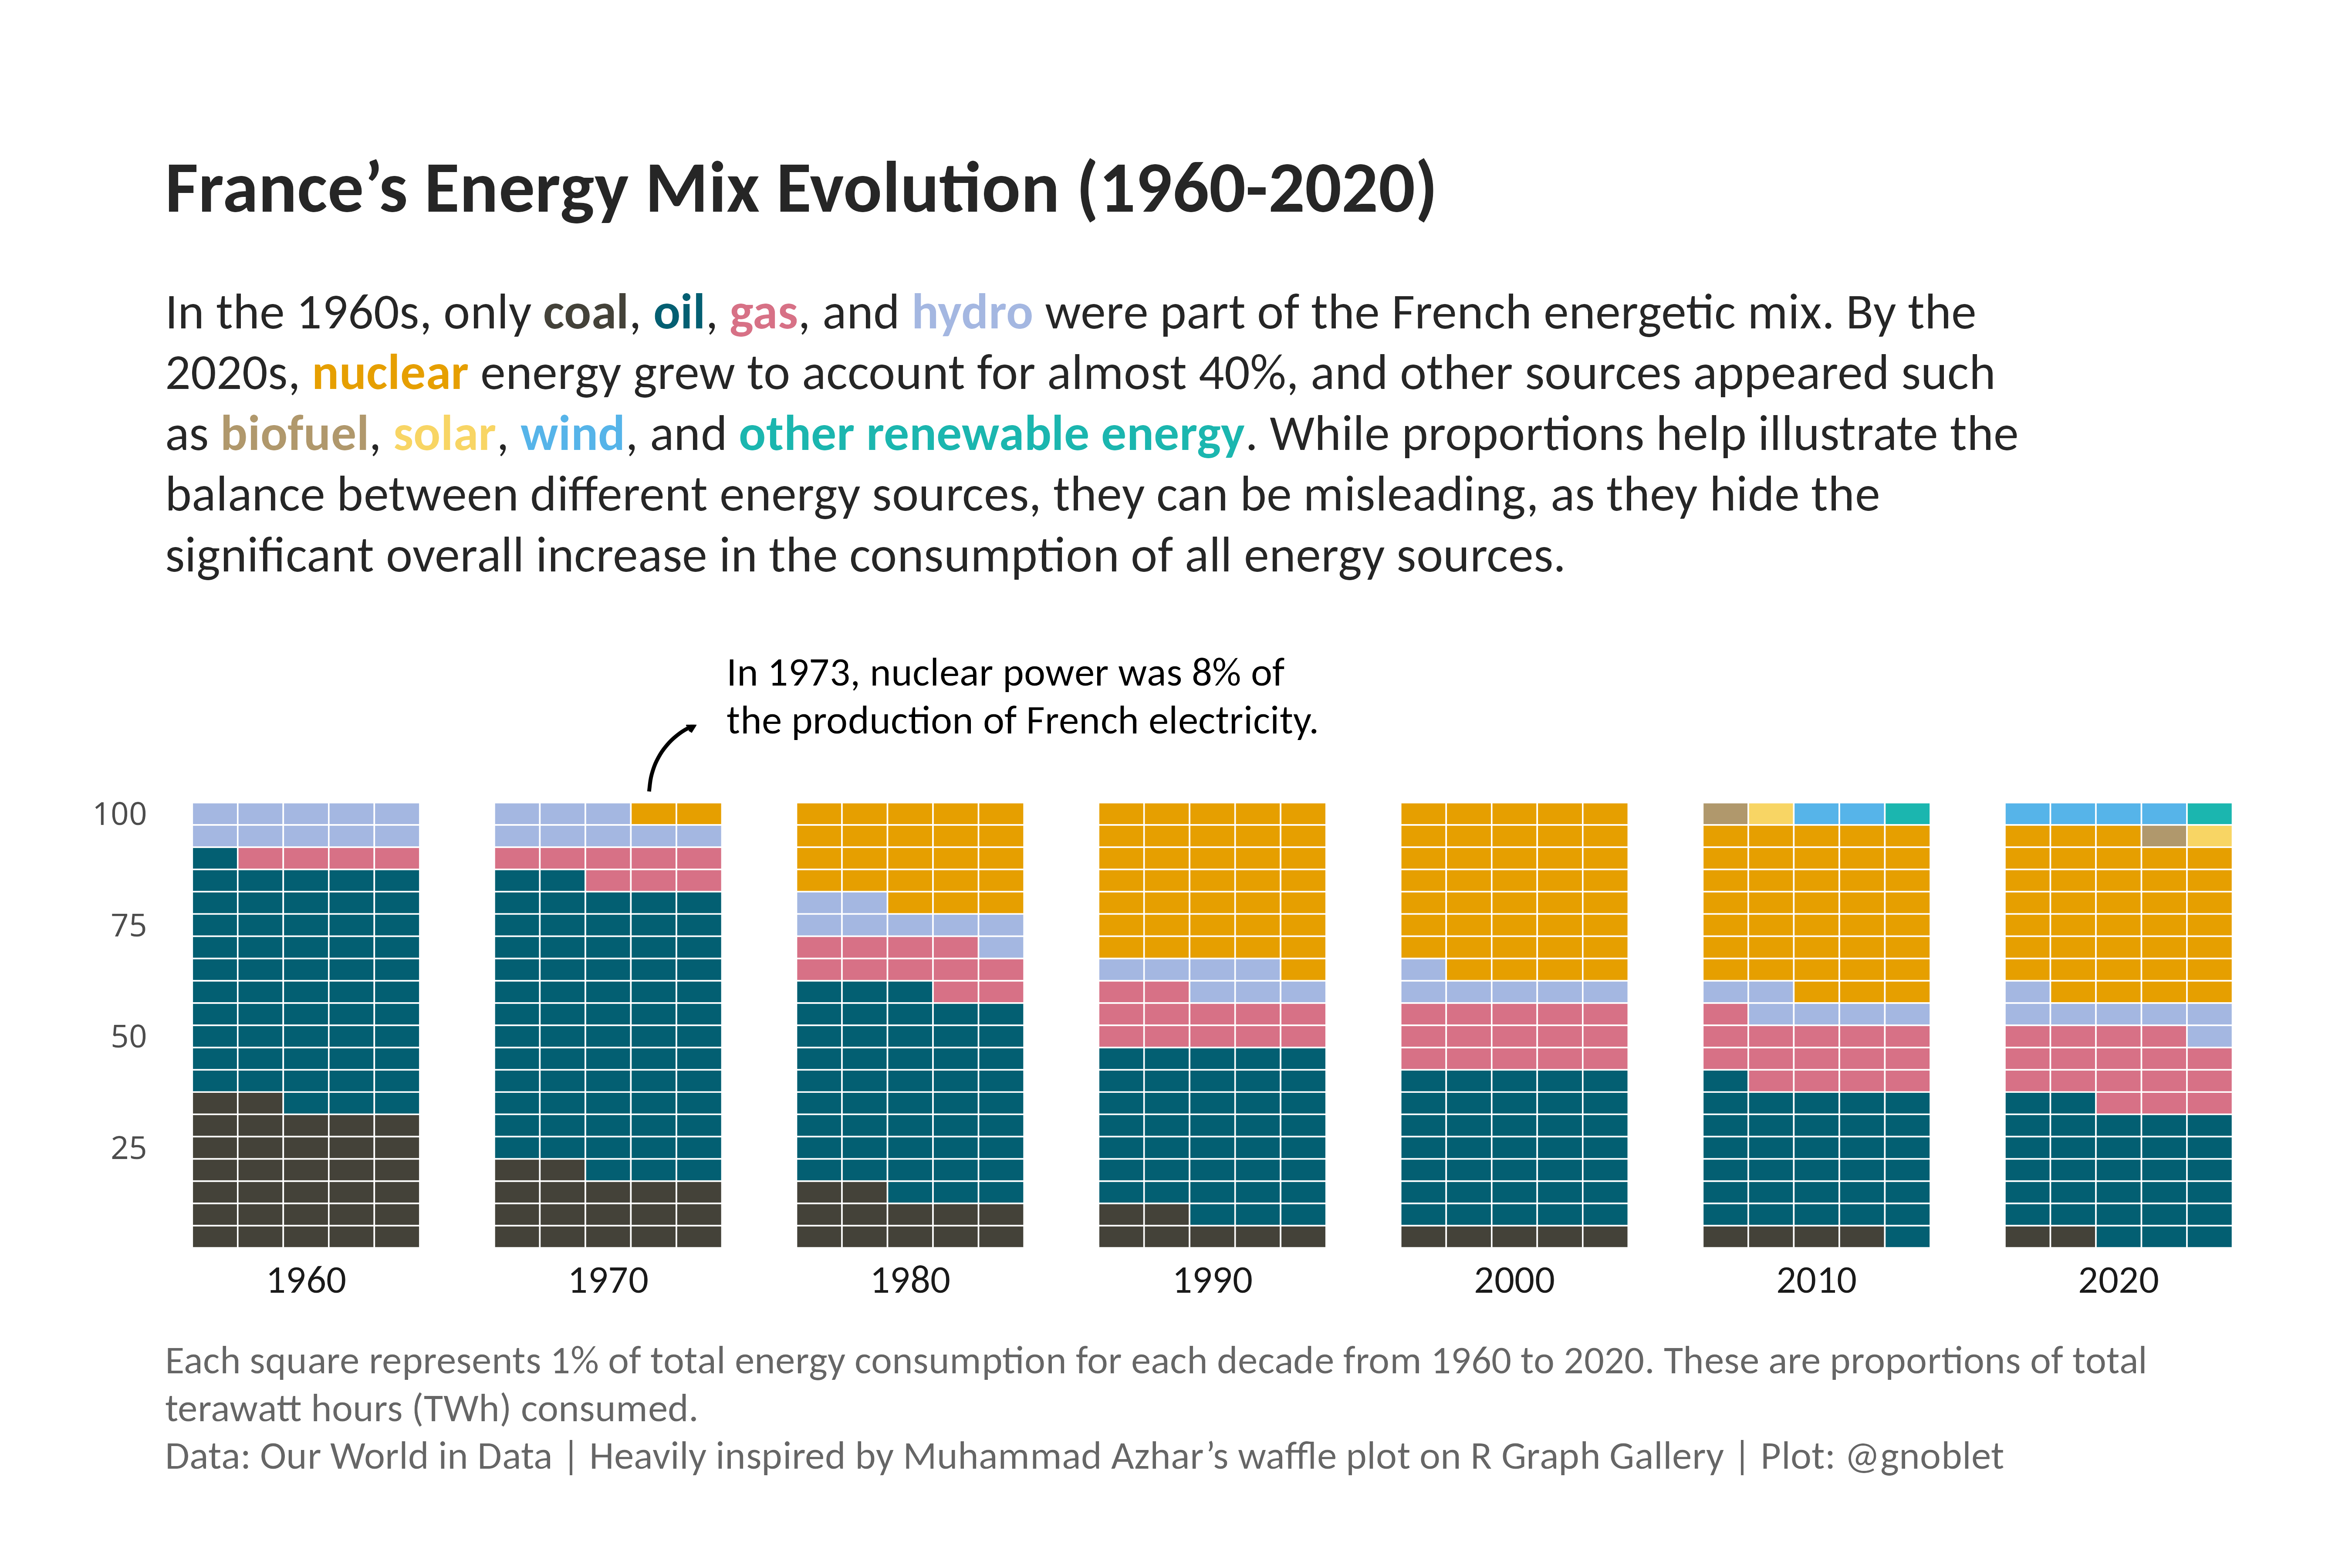 France’s Energy Mix Evolution (1960-2020)
In the 1960s, only coal, oil, gas, and hydro were part of the French energetic mix. By the
2020s, nuclear energy grew to account for almost 40%, and other sources appeared such
as biofuel, solar, wind, and other renewable energy. While proportions help illustrate the
balance between different energy sources, they can be misleading, as they hide the
significant overall increase in the consumption of all energy sources.
In 1973, nuclear power was 8% of
the production of French electricity.
100
75
50
25
1960 1970 1980 1990 2000 2010 2020
Each square represents 1% of total energy consumption for each decade from 1960 to 2020. These are proportions of total
terawatt hours (TWh) consumed.
Data: Our World in Data | Heavily inspired by Muhammad Azhar’s waffle plot on R Graph Gallery | Plot: @gnoblet